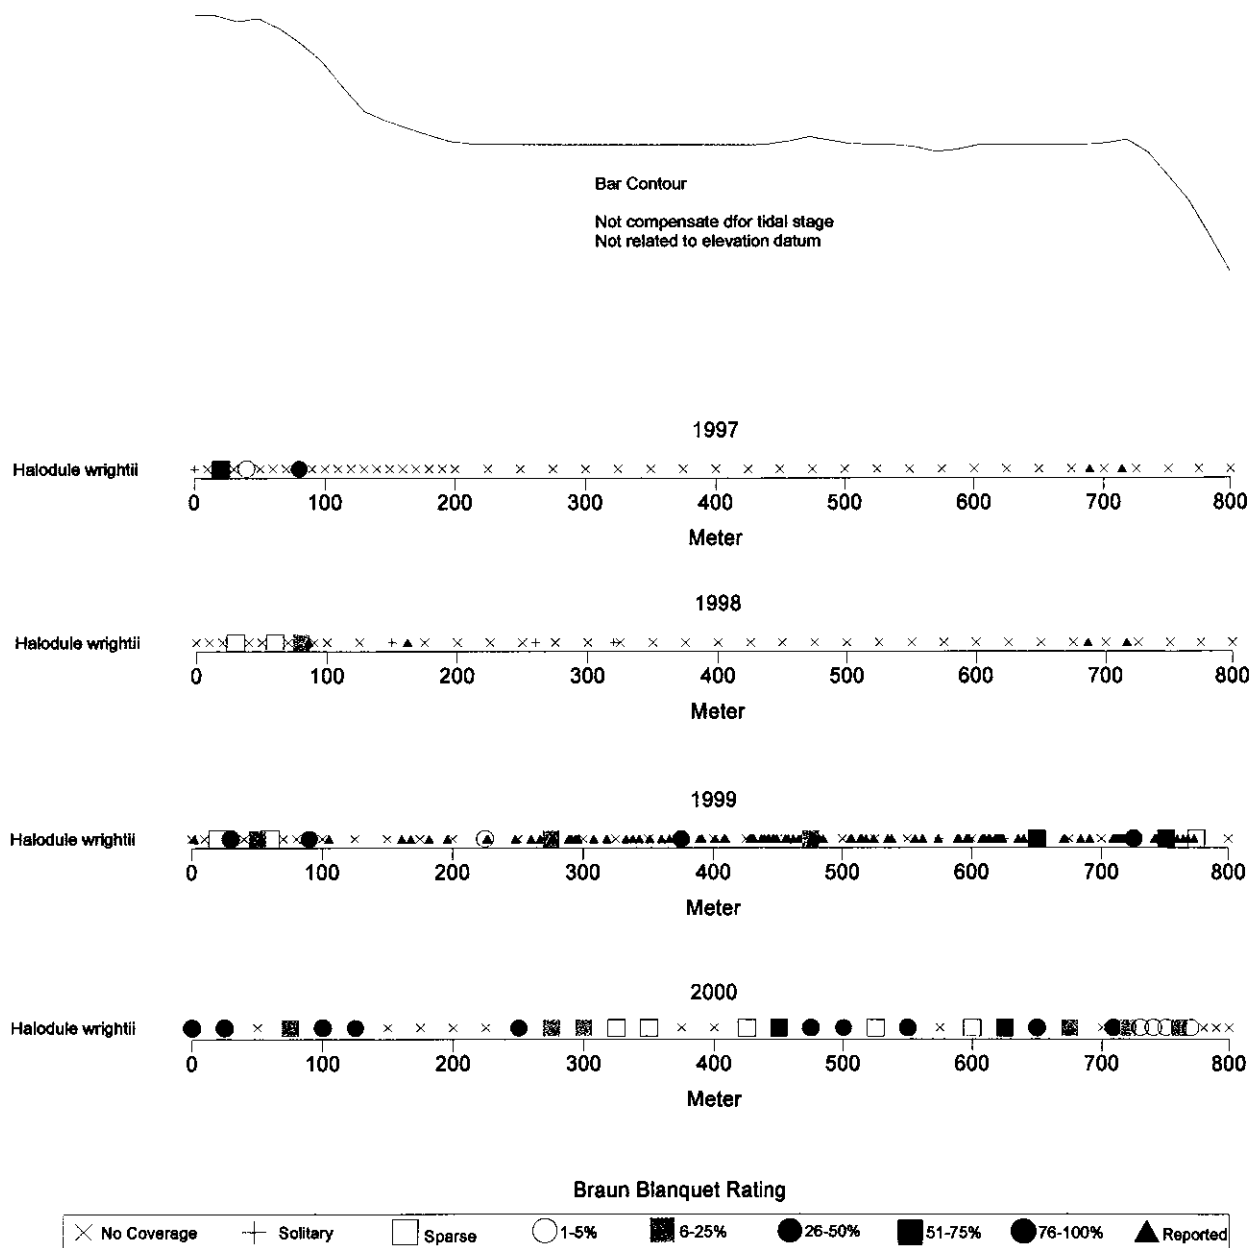 Bar Contour
Not compensate dfor tidal stage
Not related to elevation datum
1997
Halodule wrightii
0 100 200 300 400 500 600 700 800
Meter
1998
Halodule wrightii
0 100 200 300 400 500 600 700 800
Meter
1999
Halodule wrightii
0 100 200 300 400 500 600 700 800
Meter
2000
Halodule wrightii
0 100 200 300 400 500 600 700 800
Meter
Braun Blanquet Rating
No Coverage Solitary Sparse 1-5% 6-25% 26-50% 51-75% 76-100% Reported